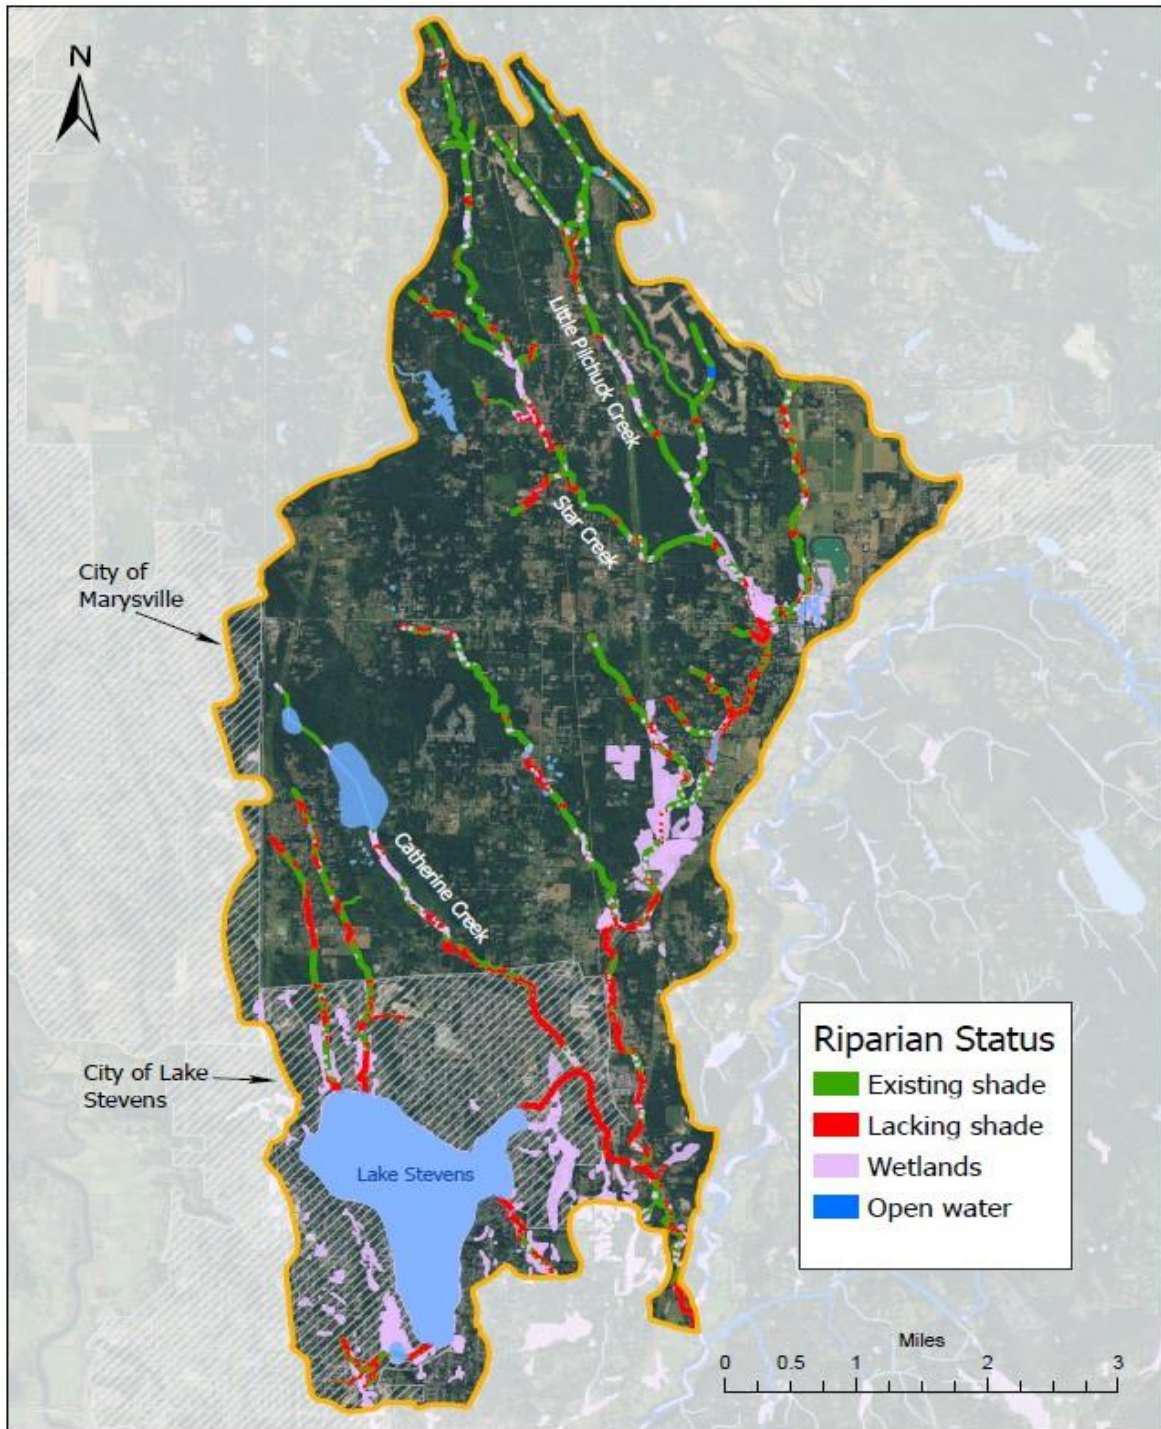 N
Little Pilchuck Creek
Star Creek
City of
Marysville
Catherine Creek
City of Lake
Stevens
Lake Stevens
Riparian Status
Existing shade
Lacking shade
Wetlands
Open water
Miles
0 0.5 1 2 3